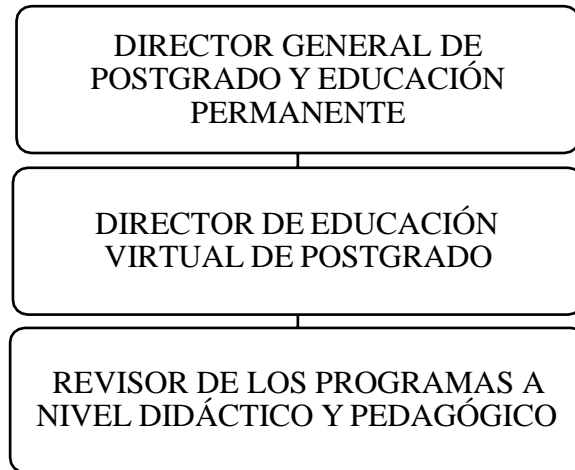 DIRECTOR GENERAL DE
POSTGRADO Y EDUCACIÓN
PERMANENTE
DIRECTOR DE EDUCACIÓN
VIRTUAL DE POSTGRADO
REVISOR DE LOS PROGRAMAS A
NIVEL DIDÁCTICO Y PEDAGÓGICO